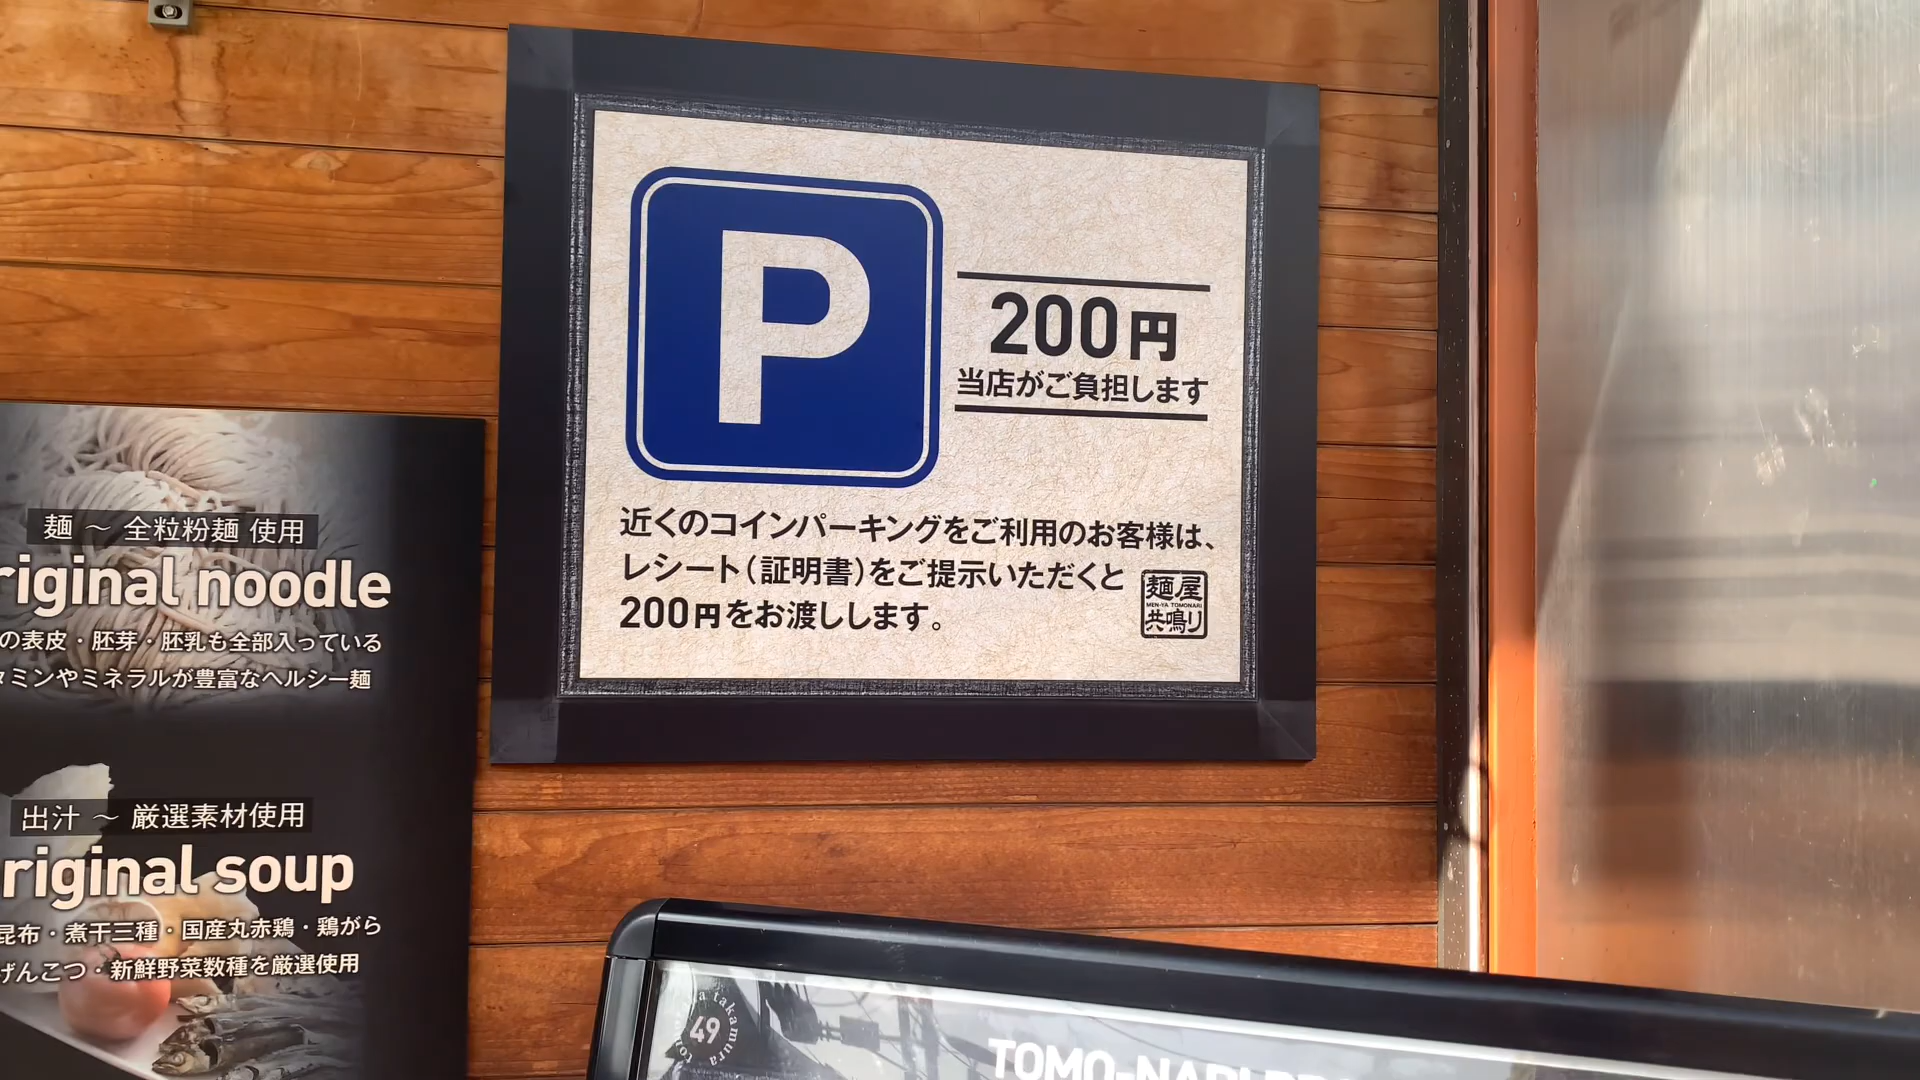 P
200円
当店がご負担します
近くのコインパーキングをご利用のお客様は、
レシート(証明書)をご提示いただくと
200円をお渡しします。
麺屋
MEN-YA TOMONARI
共鳴り
麺 〜 全粒粉麺 使用
riginal noodle
の表皮・胚芽・胚乳も全部入っている
タミンやミネラルが豊富なヘルシー麺
出汁 〜 厳選素材使用
riginal soup
昆布・煮干三種・国産丸赤鶏・鶏がら
げんこつ・新鮮野菜数種を厳選使用
takamura
49
TOMO-NARI